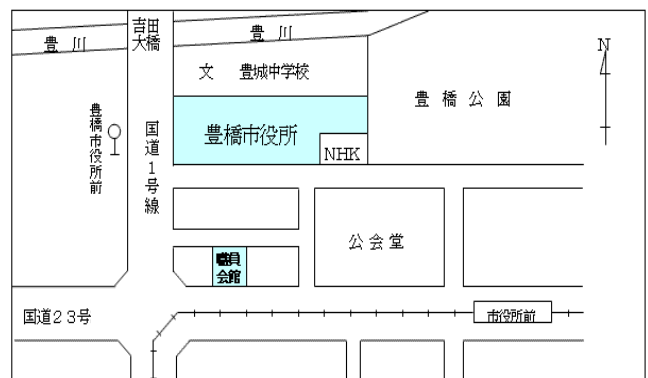 吉田
大橋
豊 川
豊 川
N
文 豊城中学校
豊橋公園
豊橋市役所前
国道1号線
豊橋市役所
NHK
公会堂
職員
会館
国道23号
市役所前